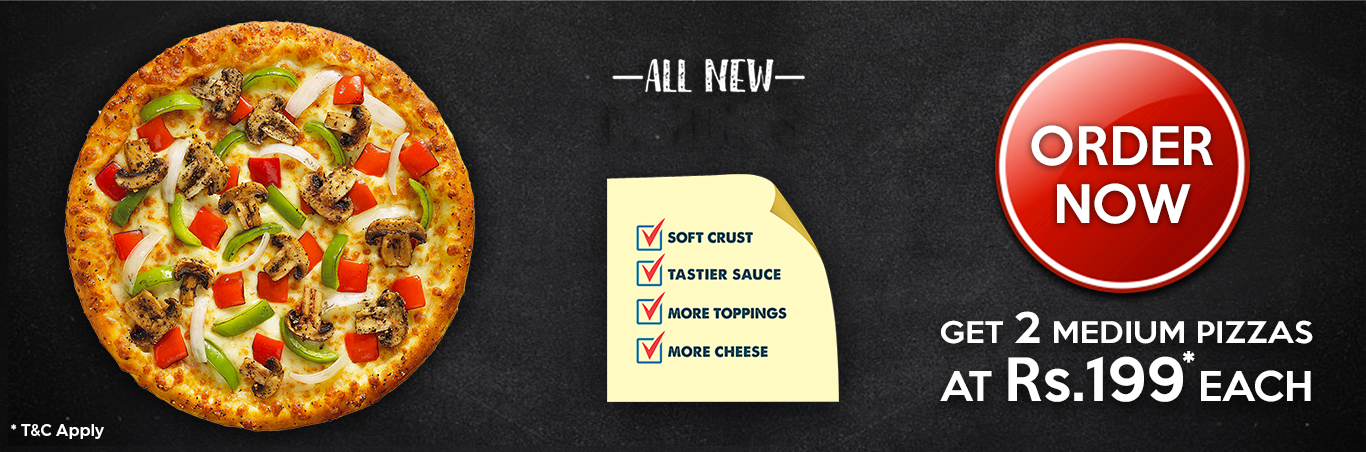 ALL NEW
SOFT CRUST
TASTIER SAUCE
MORE TOPPINGS
MORE CHEESE
ORDER
NOW
GET 2 MEDIUM PIZZAS
AT Rs.199* EACH
* T&C Apply